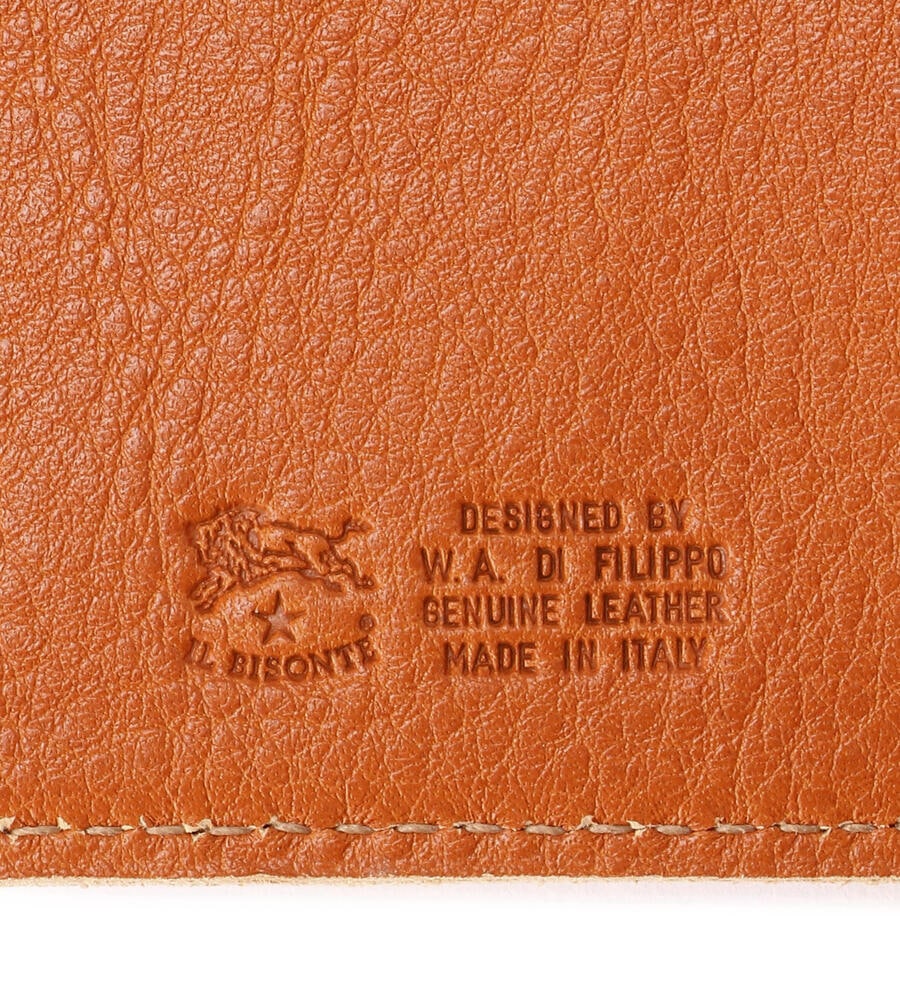 IL BISONTE ®
DESIGNED BY
W. A. DI FILIPPO
GENUINE LEATHER
MADE IN ITALY